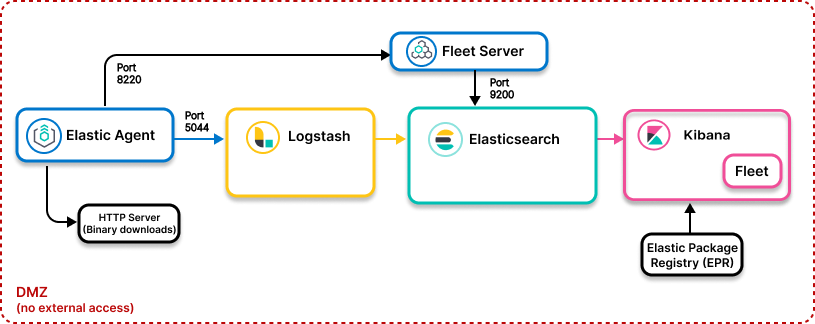 Fleet Server
Port
8220
Port
9200
Elastic Agent
Port
5044
Logstash
Elasticsearch
Kibana
Fleet
HTTP Server
(Binary downloads)
Elastic Package
Registry (EPR)
DMZ
(no external access)